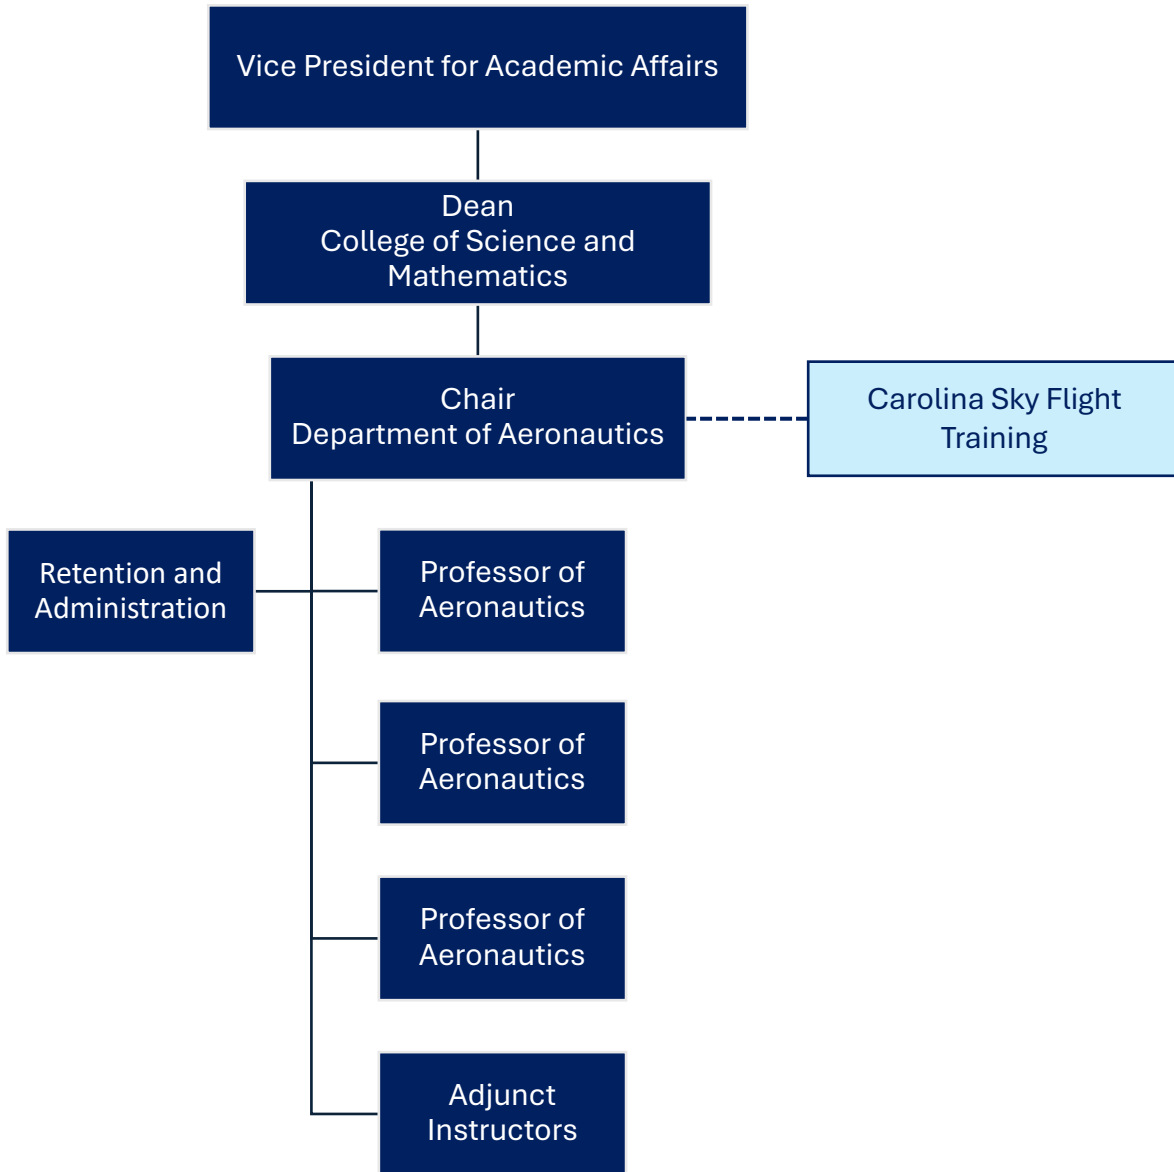 Vice President for Academic Affairs
Dean
College of Science and
Mathematics
Chair
Department of Aeronautics
Carolina Sky Flight
Training
Retention and
Administration
Professor of
Aeronautics
Professor of
Aeronautics
Professor of
Aeronautics
Adjunct
Instructors